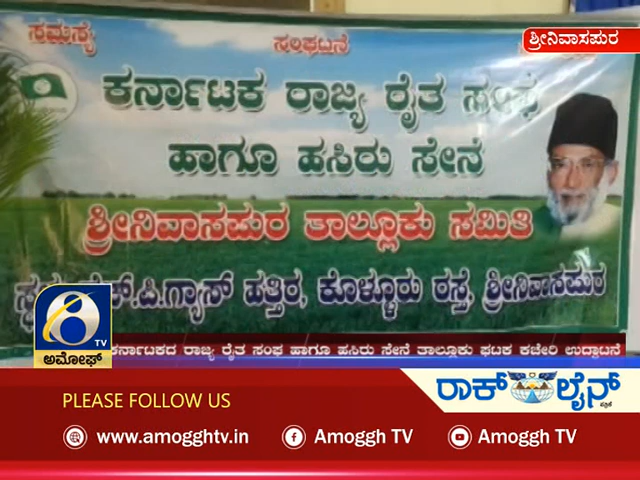 ಸಮಸ್ಯೆ ಸಂಘಟನೆ
ಶ್ರೀನಿವಾಸಪುರ
ಕರ್ನಾಟಕ ರಾಜ್ಯ ರೈತ ಸಂಘ
ಹಾಗೂ ಹಸಿರು ಸೇನೆ
ಶ್ರೀನಿವಾಸಪುರ ತಾಲ್ಲೂಕು ಸಮಿತಿ
ಹೆಚ್.ಪಿ.ಗ್ಯಾಸ್ ಹತ್ತಿರ, ಕೊಳ್ಳೂರು ರಸ್ತೆ, ಶ್ರೀನಿವಾಸಪುರ
TV
ಅಮೋಘ್
ಕರ್ನಾಟಕದ ರಾಜ್ಯ ರೈತ ಸಂಘ ಹಾಗೂ ಹಸಿರು ಸೇನೆ ತಾಲ್ಲೂಕು ಘಟಕ ಕಚೇರಿ ಉದ್ಘಾಟನೆ
PLEASE FOLLOW US
ರಾಕ್ ಲೈನ್
www.amogghtv.in Amoggh TV Amoggh TV